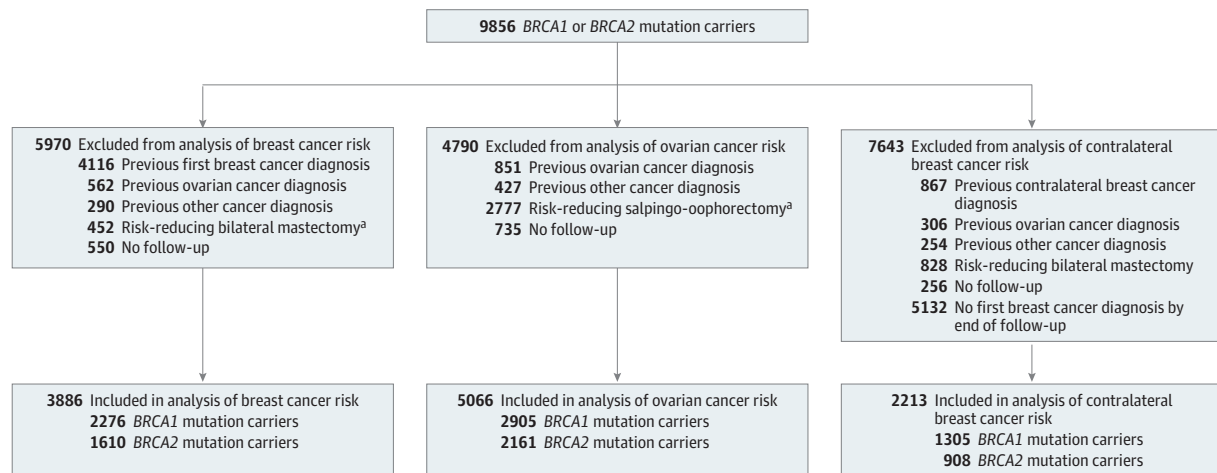 9856 BRCA1 or BRCA2 mutation carriers
5970 Excluded from analysis of breast cancer risk
4116 Previous first breast cancer diagnosis
562 Previous ovarian cancer diagnosis
290 Previous other cancer diagnosis
452 Risk-reducing bilateral mastectomyᵃ
550 No follow-up
4790 Excluded from analysis of ovarian cancer risk
851 Previous ovarian cancer diagnosis
427 Previous other cancer diagnosis
2777 Risk-reducing salpingo-oophorectomyᵃ
735 No follow-up
7643 Excluded from analysis of contralateral
breast cancer risk
867 Previous contralateral breast cancer
diagnosis
306 Previous ovarian cancer diagnosis
254 Previous other cancer diagnosis
828 Risk-reducing bilateral mastectomy
256 No follow-up
5132 No first breast cancer diagnosis by
end of follow-up
3886 Included in analysis of breast cancer risk
2276 BRCA1 mutation carriers
1610 BRCA2 mutation carriers
5066 Included in analysis of ovarian cancer risk
2905 BRCA1 mutation carriers
2161 BRCA2 mutation carriers
2213 Included in analysis of contralateral
breast cancer risk
1305 BRCA1 mutation carriers
908 BRCA2 mutation carriers